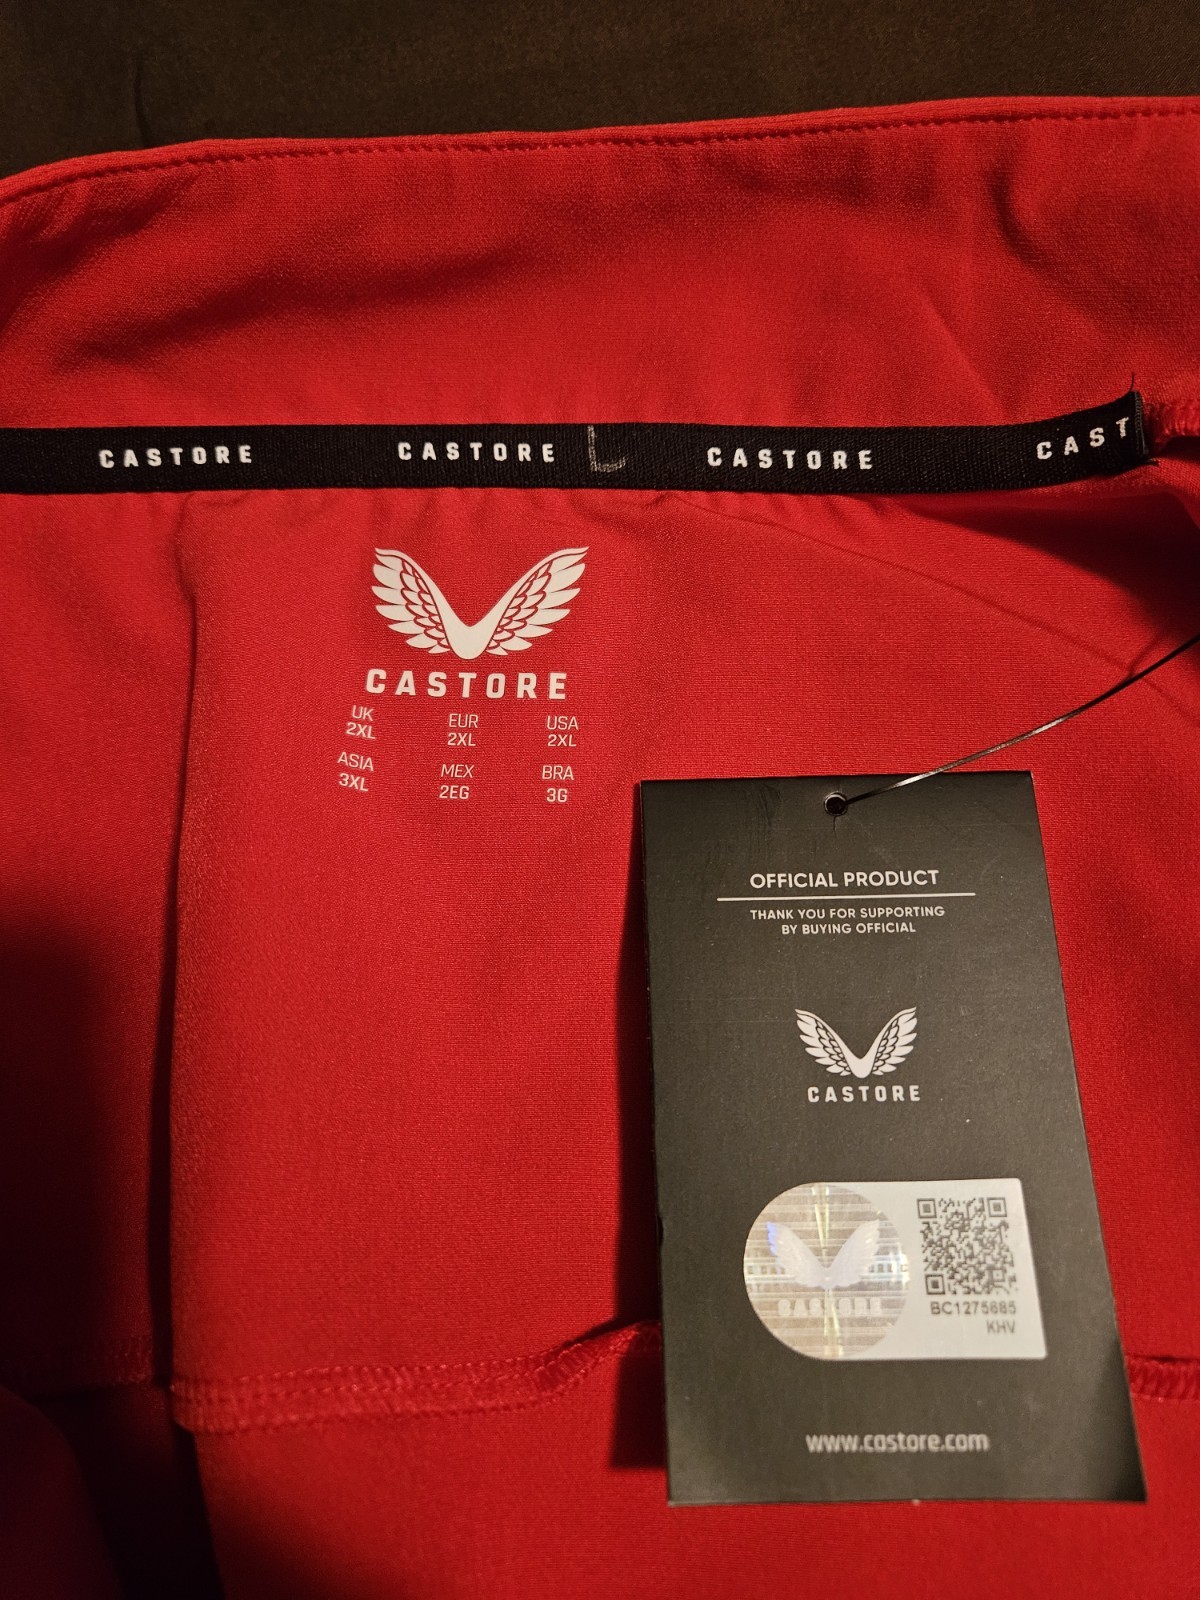 CASTORE CASTORE CASTORE CAST
CASTORE
UK EUR USA
2XL 2XL 2XL
ASIA MEX BRA
3XL 2EG 3G
OFFICIAL PRODUCT
THANK YOU FOR SUPPORTING
BY BUYING OFFICIAL
CASTORE
CASTORE
BC1275685
KHV
www.castore.com